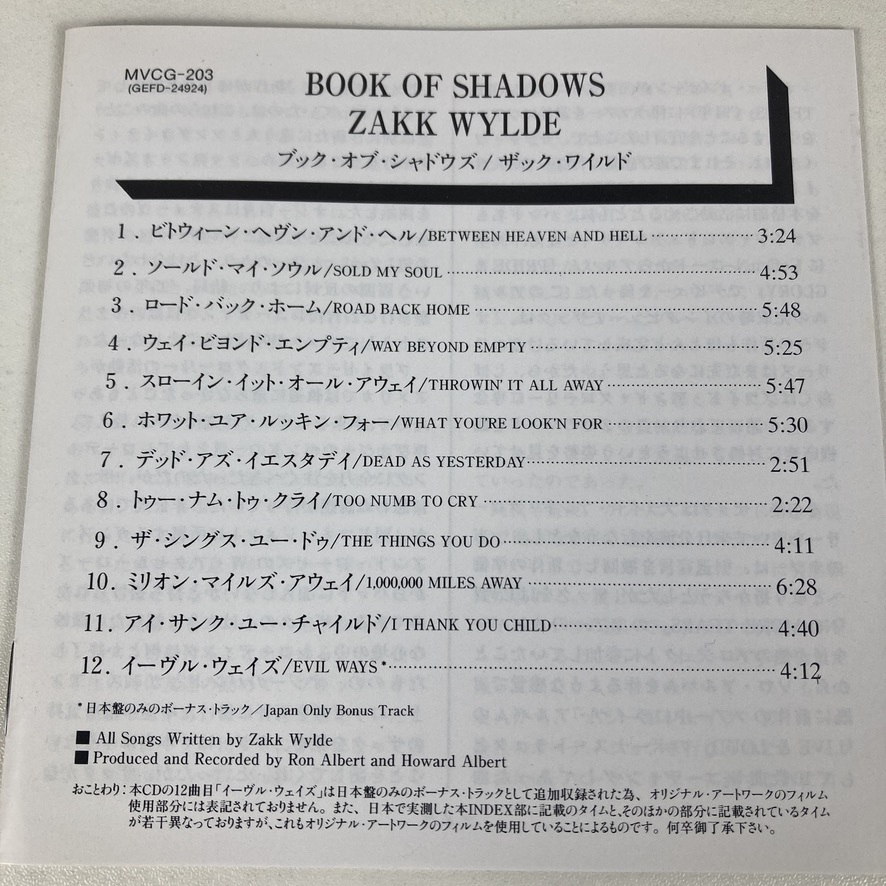 MVCG-203
(GEFD-24924)
BOOK OF SHADOWS
ZAKK WYLDE
ブック・オブ・シャドウズ / ザック・ワイルド
1. ビトウィーン・ヘヴン・アンド・ヘル/BETWEEN HEAVEN AND HELL 3:24
2. ソールド・マイ・ソウル/SOLD MY SOUL 4:53
3. ロード・バック・ホーム/ROAD BACK HOME 5:48
4. ウェイ・ビヨンド・エンプティ/WAY BEYOND EMPTY 5:25
5. スローイン・イット・オール・アウェイ/THROWIN' IT ALL AWAY 5:47
6. ホワット・ユア・ルッキン・フォー/WHAT YOU'RE LOOK'N FOR 5:30
7. デッド・アズ・イエスタデイ/DEAD AS YESTERDAY 2:51
8. トゥー・ナム・トゥ・クライ/TOO NUMB TO CRY 2:22
9. ザ・シングス・ユー・ドゥ/THE THINGS YOU DO 4:11
10. ミリオン・マイルズ・アウェイ/1,000,000 MILES AWAY 6:28
11. アイ・サンク・ユー・チャイルド/I THANK YOU CHILD 4:40
12. イーヴル・ウェイズ/EVIL WAYS* 4:12
*日本盤のみのボーナス・トラック/Japan Only Bonus Track
■ All Songs Written by Zakk Wylde
■ Produced and Recorded by Ron Albert and Howard Albert
おことわり：本CDの12曲目「イーヴル・ウェイズ」は日本盤のみのボーナス・トラックとして追加収録された為、オリジナル・アートワークのフィルム
使用部分には表記されておりません。また、日本で実測した本INDEX部に記載のタイムと、そのほかの部分に記載されているタイム
が若干異なっておりますが、これもオリジナル・アートワークのフィルムを使用していることによるものです。何卒御了承下さい。